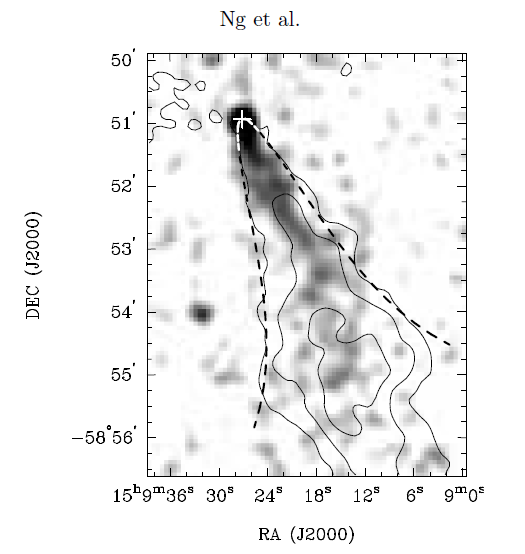 Ng et al.
50′
51′
52′
53′
54′
55′
−58°56′
DEC (J2000)
15ʰ9ᵐ36ˢ 30ˢ 24ˢ 18ˢ 12ˢ 6ˢ 9ᵐ0ˢ
RA (J2000)